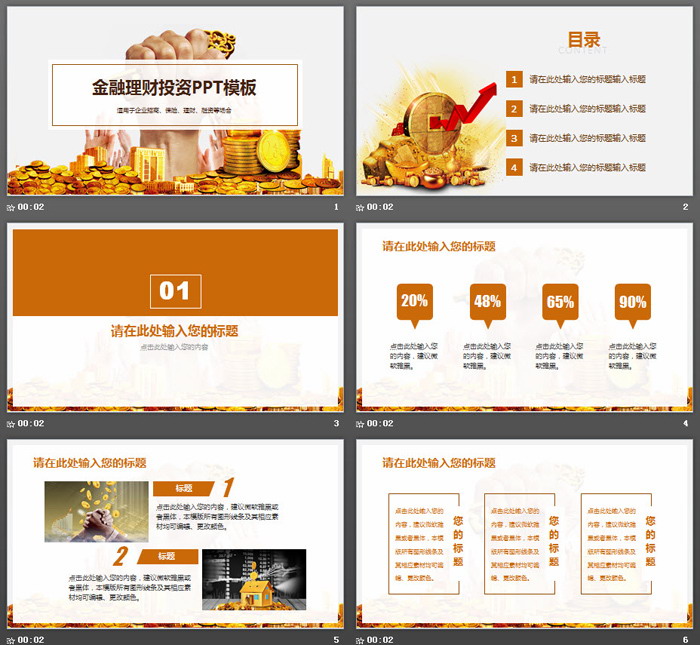 金融理财投资PPT模板
适用于企业招商、保险、理财、融资等场合
00:02
1
目录
CONTENT
1 请在此处输入您的标题输入标题
2 请在此处输入您的标题输入标题
3 请在此处输入您的标题输入标题
4 请在此处输入您的标题输入标题
00:02
2
01
请在此处输入您的标题
点击此处输入您的内容
00:02
3
请在此处输入您的标题
20% 48% 65% 90%
点击此处输入您
的内容，建议微
软雅黑。
点击此处输入您
的内容，建议微
软雅黑。
点击此处输入您
的内容，建议微
软雅黑。
点击此处输入您
的内容，建议微
软雅黑。
00:02
4
请在此处输入您的标题
标题 1
点击此处输入您的内容，建议微软雅黑或
者黑体，本模版所有图形线条及其相应素
材均可编辑、更改颜色。
2 标题
点击此处输入您的内容，建议微软雅黑或
者黑体，本模版所有图形线条及其相应素
材均可编辑、更改颜色。
00:02
5
请在此处输入您的标题
点击此处输入您的
内容，建议微软雅
黑或者黑体，本模
版所有图形线条及
其相应素材均可编
辑、更改颜色。
您的标题
点击此处输入您的
内容，建议微软雅
黑或者黑体，本模
版所有图形线条及
其相应素材均可编
辑、更改颜色。
您的标题
点击此处输入您的
内容，建议微软雅
黑或者黑体，本模
版所有图形线条及
其相应素材均可编
辑、更改颜色。
您的标题
00:02
6